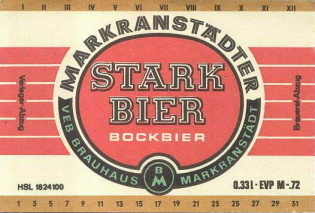 I II III IV V VI VII VIII IX X XI XII
MARKRANSTÄDTER
STARK
BIER
BOCKBIER
VEB BRAUHAUS MARKRANSTÄDT
B
M
Verleger-Abzug
Brauerei-Abzug
HSL 1824100
0.33 l · EVP M -.72
1 3 5 7 9 11 13 15 17 19 21 23 25 27 29 31